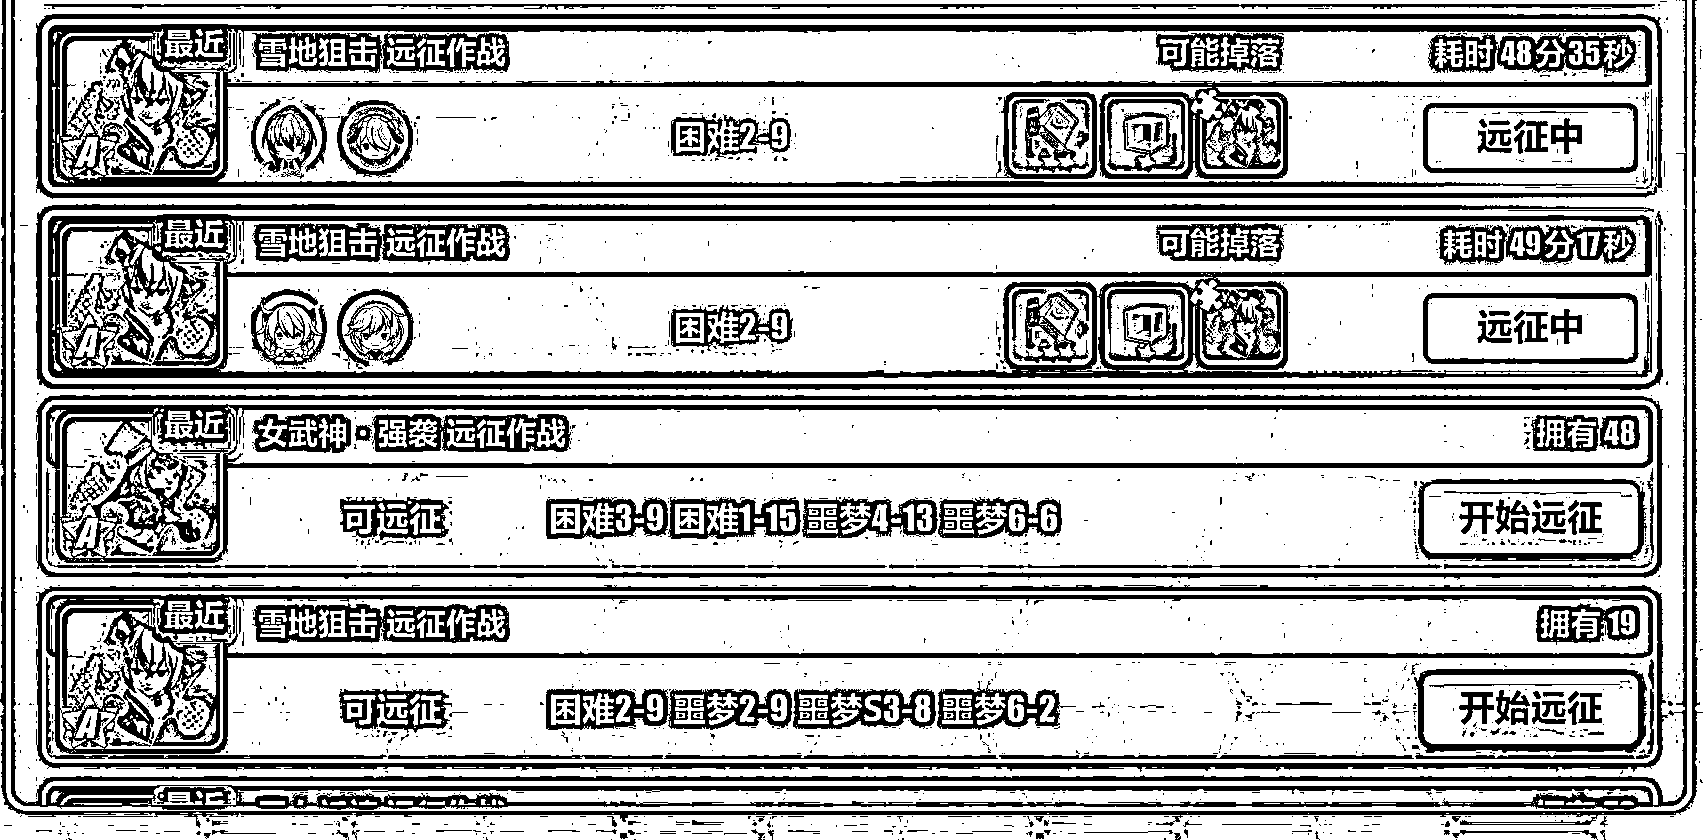 最近 雪地狙击 远征作战 可能掉落 耗时 48分35秒
A 困难2-9 远征中
最近 雪地狙击 远征作战 可能掉落 耗时 49分17秒
A 困难2-9 远征中
最近 女武神·强袭 远征作战 拥有 48
A 可远征 困难3-9 困难1-15 噩梦4-13 噩梦6-6 开始远征
最近 雪地狙击 远征作战 拥有 19
A 可远征 困难2-9 噩梦2-9 噩梦S3-8 噩梦6-2 开始远征
最近